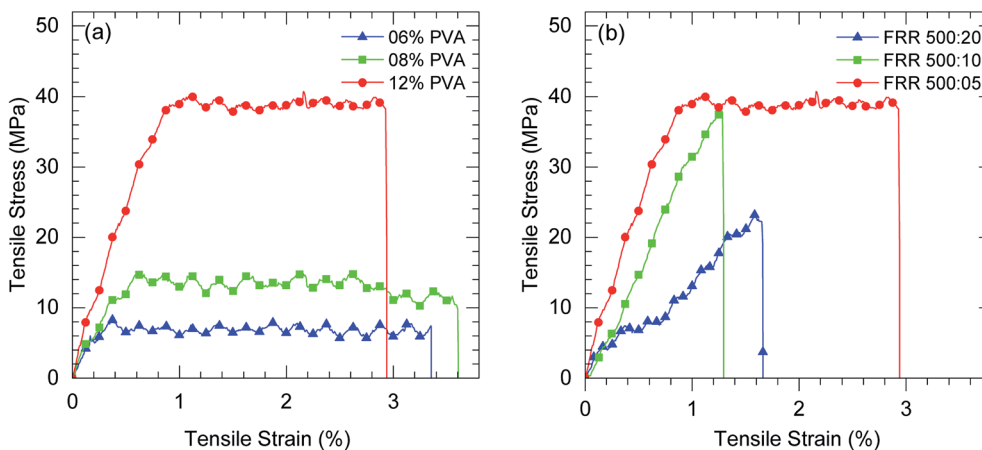 (a)
06% PVA
08% PVA
12% PVA
50
40
30
20
10
0
0
1
2
3
Tensile Stress (MPa)
Tensile Strain (%)
(b)
FRR 500:20
FRR 500:10
FRR 500:05
50
40
30
20
10
0
0
1
2
3
Tensile Stress (MPa)
Tensile Strain (%)